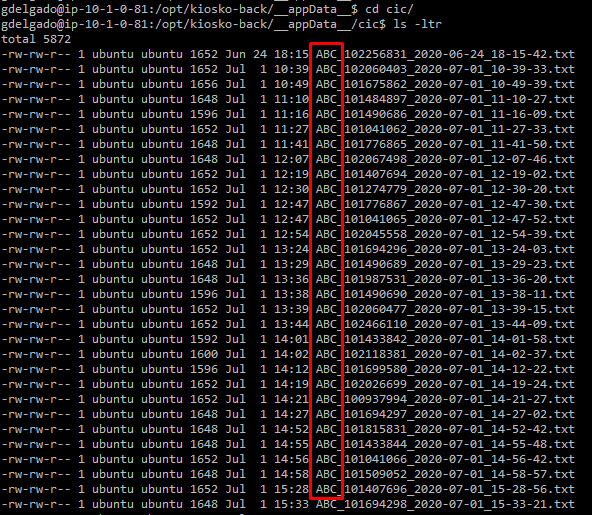 gdelgado@ip-10-1-0-81:/opt/kiosko-back/__appData__$ cd cic/
gdelgado@ip-10-1-0-81:/opt/kiosko-back/__appData__/cic$ ls -ltr
total 5872
-rw-rw-r-- 1 ubuntu ubuntu 1652 Jun 24 18:15 ABC_102256831_2020-06-24_18-15-42.txt
-rw-rw-r-- 1 ubuntu ubuntu 1652 Jul  1 10:39 ABC_102060403_2020-07-01_10-39-33.txt
-rw-rw-r-- 1 ubuntu ubuntu 1656 Jul  1 10:49 ABC_101675862_2020-07-01_10-49-39.txt
-rw-rw-r-- 1 ubuntu ubuntu 1648 Jul  1 11:10 ABC_101484897_2020-07-01_11-10-27.txt
-rw-rw-r-- 1 ubuntu ubuntu 1596 Jul  1 11:16 ABC_101490686_2020-07-01_11-16-09.txt
-rw-rw-r-- 1 ubuntu ubuntu 1652 Jul  1 11:27 ABC_101041062_2020-07-01_11-27-33.txt
-rw-rw-r-- 1 ubuntu ubuntu 1648 Jul  1 11:41 ABC_101776865_2020-07-01_11-41-50.txt
-rw-rw-r-- 1 ubuntu ubuntu 1648 Jul  1 12:07 ABC_102067498_2020-07-01_12-07-46.txt
-rw-rw-r-- 1 ubuntu ubuntu 1652 Jul  1 12:19 ABC_101407694_2020-07-01_12-19-02.txt
-rw-rw-r-- 1 ubuntu ubuntu 1652 Jul  1 12:30 ABC_101274779_2020-07-01_12-30-20.txt
-rw-rw-r-- 1 ubuntu ubuntu 1592 Jul  1 12:47 ABC_101776867_2020-07-01_12-47-30.txt
-rw-rw-r-- 1 ubuntu ubuntu 1652 Jul  1 12:47 ABC_101041065_2020-07-01_12-47-52.txt
-rw-rw-r-- 1 ubuntu ubuntu 1652 Jul  1 12:54 ABC_102045558_2020-07-01_12-54-39.txt
-rw-rw-r-- 1 ubuntu ubuntu 1652 Jul  1 13:24 ABC_101694296_2020-07-01_13-24-03.txt
-rw-rw-r-- 1 ubuntu ubuntu 1648 Jul  1 13:29 ABC_101490689_2020-07-01_13-29-23.txt
-rw-rw-r-- 1 ubuntu ubuntu 1648 Jul  1 13:36 ABC_101987531_2020-07-01_13-36-20.txt
-rw-rw-r-- 1 ubuntu ubuntu 1596 Jul  1 13:38 ABC_101490690_2020-07-01_13-38-11.txt
-rw-rw-r-- 1 ubuntu ubuntu 1652 Jul  1 13:39 ABC_102060477_2020-07-01_13-39-15.txt
-rw-rw-r-- 1 ubuntu ubuntu 1652 Jul  1 13:44 ABC_102466110_2020-07-01_13-44-09.txt
-rw-rw-r-- 1 ubuntu ubuntu 1592 Jul  1 14:01 ABC_101433842_2020-07-01_14-01-58.txt
-rw-rw-r-- 1 ubuntu ubuntu 1600 Jul  1 14:02 ABC_102118381_2020-07-01_14-02-37.txt
-rw-rw-r-- 1 ubuntu ubuntu 1596 Jul  1 14:12 ABC_101699580_2020-07-01_14-12-22.txt
-rw-rw-r-- 1 ubuntu ubuntu 1652 Jul  1 14:19 ABC_102026699_2020-07-01_14-19-24.txt
-rw-rw-r-- 1 ubuntu ubuntu 1652 Jul  1 14:21 ABC_100937994_2020-07-01_14-21-27.txt
-rw-rw-r-- 1 ubuntu ubuntu 1648 Jul  1 14:27 ABC_101694297_2020-07-01_14-27-02.txt
-rw-rw-r-- 1 ubuntu ubuntu 1648 Jul  1 14:52 ABC_101815831_2020-07-01_14-52-42.txt
-rw-rw-r-- 1 ubuntu ubuntu 1648 Jul  1 14:55 ABC_101433844_2020-07-01_14-55-48.txt
-rw-rw-r-- 1 ubuntu ubuntu 1652 Jul  1 14:56 ABC_101041066_2020-07-01_14-56-42.txt
-rw-rw-r-- 1 ubuntu ubuntu 1648 Jul  1 14:58 ABC_101509052_2020-07-01_14-58-57.txt
-rw-rw-r-- 1 ubuntu ubuntu 1652 Jul  1 15:28 ABC_101407696_2020-07-01_15-28-56.txt
-rw-rw-r-- 1 ubuntu ubuntu 1648 Jul  1 15:33 ABC_101694298_2020-07-01_15-33-21.txt